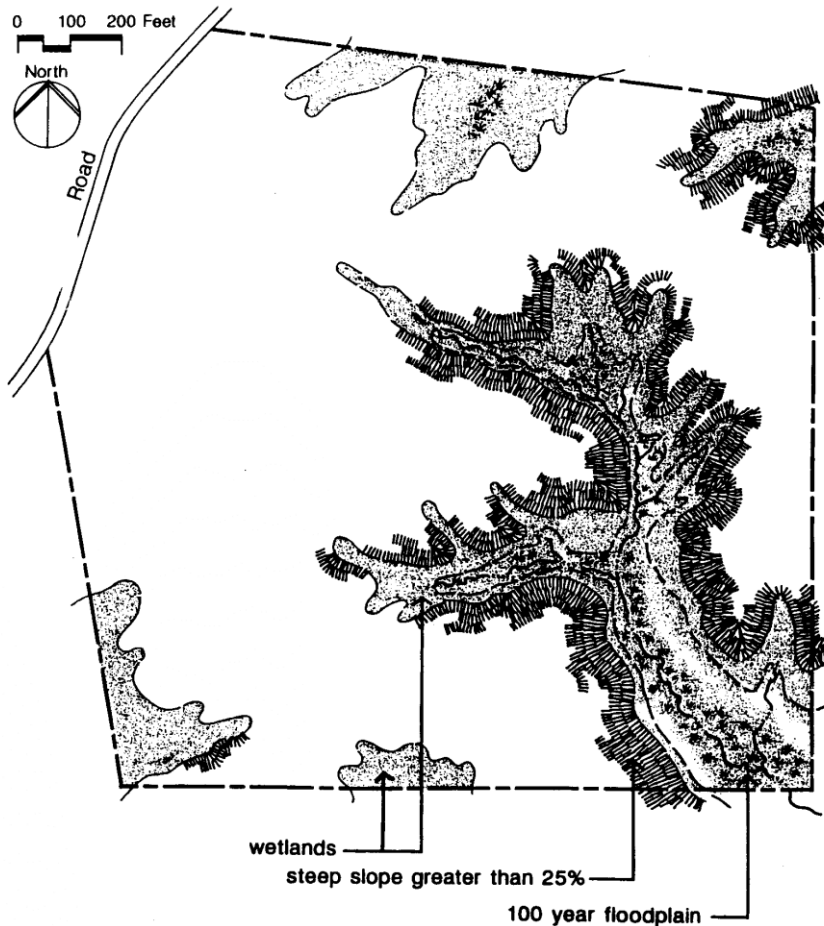 0 100 200 Feet
North
Road
wetlands
steep slope greater than 25%
100 year floodplain